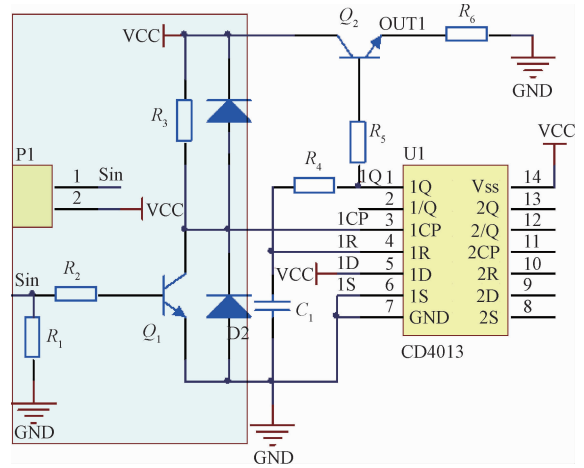 Q2
VCC
OUT1
R6
GND
VCC
R3
R5
P1
U1
1 Sin
2 VCC
R4
1Q 1 1Q Vss 14
2 1/Q 2Q 13
1CP 3 1CP 2/Q 12
1R 4 1R 2CP 11
VCC 1D 5 1D 2R 10
1S 6 1S 2D 9
7 GND 2S 8
Sin R2
Q1
D2
C1
R1
CD4013
GND
GND